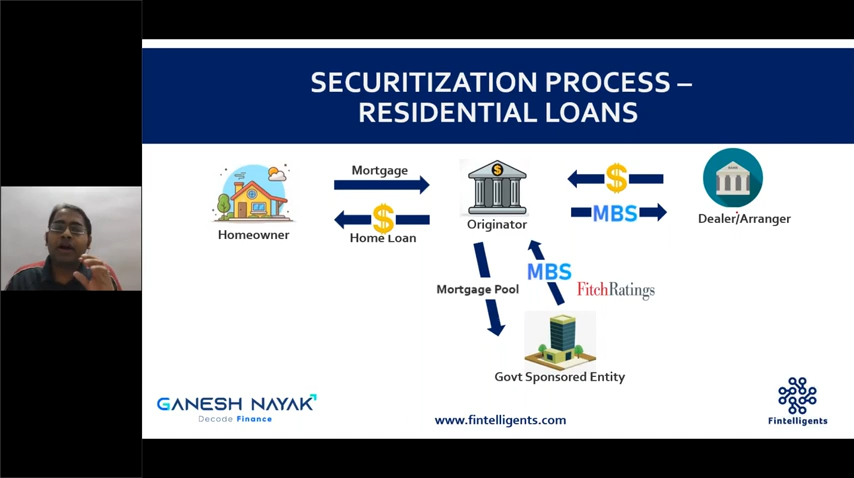 SECURITIZATION PROCESS –
RESIDENTIAL LOANS
Mortgage
$
Home Loan
Homeowner
$
Originator
$
MBS
BANK
Dealer/Arranger
Mortgage Pool
MBS
FitchRatings
Govt Sponsored Entity
GANESH NAYAK
Decode Finance
www.fintelligents.com
Fintelligents